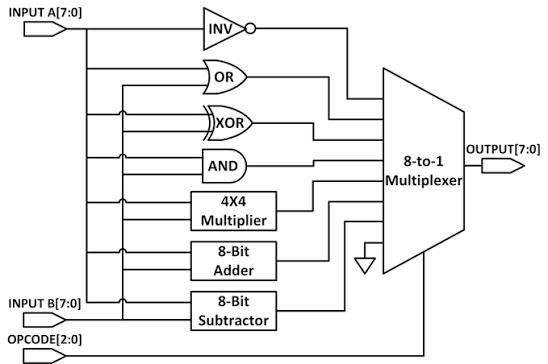 INPUT A[7:0]
INV
OR
XOR
AND
4X4
Multiplier
8-Bit
Adder
8-Bit
Subtractor
8-to-1
Multiplexer
OUTPUT[7:0]
INPUT B[7:0]
OPCODE[2:0]